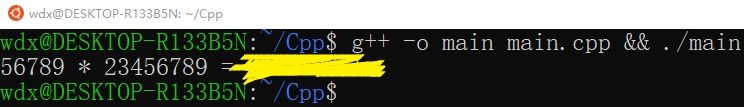 wdx@DESKTOP-R133B5N: ~/Cpp
wdx@DESKTOP-R133B5N:~/Cpp$ g++ -o main main.cpp && ./main
56789 * 23456789 =
wdx@DESKTOP-R133B5N:~/Cpp$